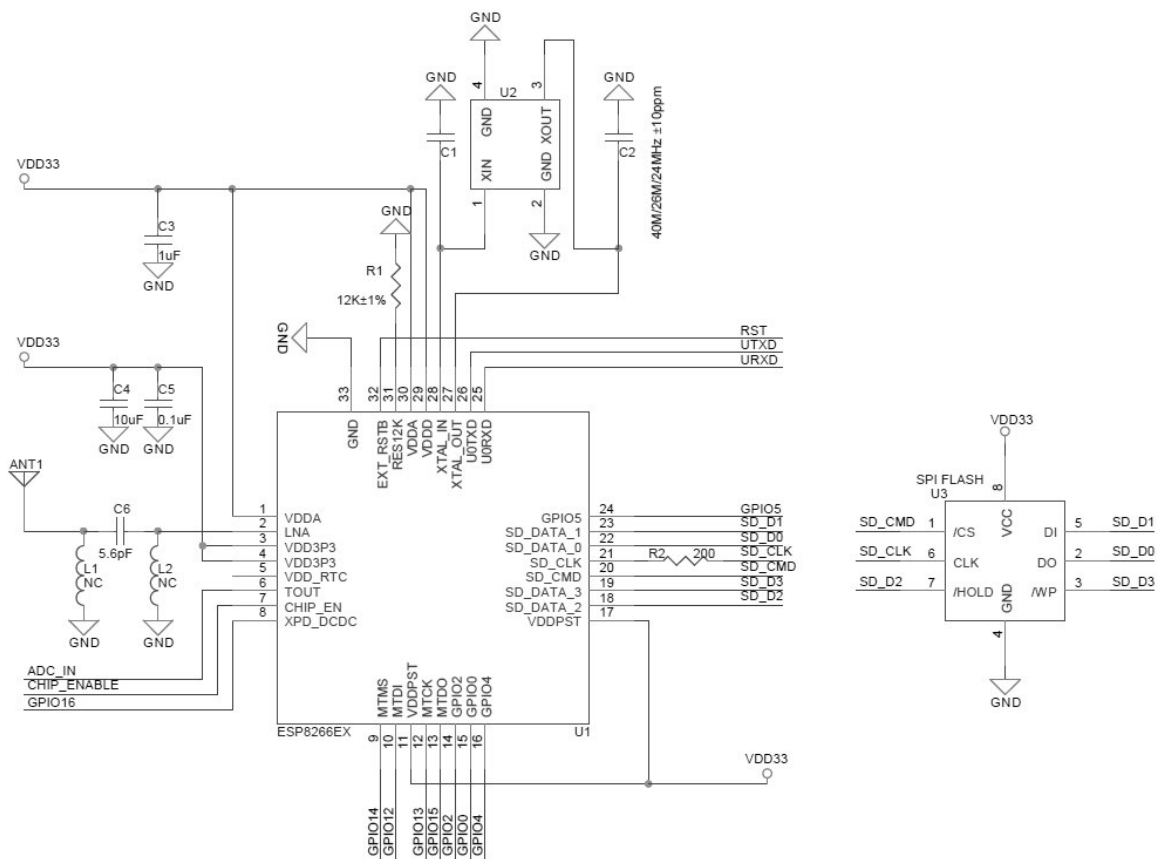 GND
GND
GND
4
3
U2
GND
XOUT
XIN
GND
1
2
C1
C2
40M/26M/24MHz ±10ppm
GND
VDD33
C3
1uF
GND
GND
R1
12K±1%
GND
VDD33
C4
10uF
GND
C5
0.1uF
GND
RST
UTXD
URXD
33
32
31
30
29
28
27
26
25
GND
EXT_RSTB
RES12K
VDDA
VDDD
XTAL_IN
XTAL_OUT
U0TXD
U0RXD
ANT1
C6
5.6pF
L1
NC
GND
L2
NC
GND
1 VDDA
2 LNA
3 VDD3P3
4 VDD3P3
5 VDD_RTC
6 TOUT
7 CHIP_EN
8 XPD_DCDC
ADC_IN
CHIP_ENABLE
GPIO16
GPIO5 24 GPIO5
SD_DATA_1 23 SD_D1
SD_DATA_0 22 SD_D0
SD_CLK 21 R2 200 SD_CLK
SD_CMD 20 SD_CMD
SD_DATA_3 19 SD_D3
SD_DATA_2 18 SD_D2
VDDPST 17
MTMS
MTDI
VDDPST
MTCK
MTDO
GPIO2
GPIO0
GPIO4
ESP8266EX
U1
9
10
11
12
13
14
15
16
GPIO14
GPIO12
GPIO13
GPIO15
GPIO2
GPIO0
GPIO4
VDD33
VDD33
SPI FLASH
U3
8
VCC
SD_CMD 1 /CS
SD_CLK 6 CLK
SD_D2 7 /HOLD
DI 5 SD_D1
DO 2 SD_D0
/WP 3 SD_D3
GND
4
GND